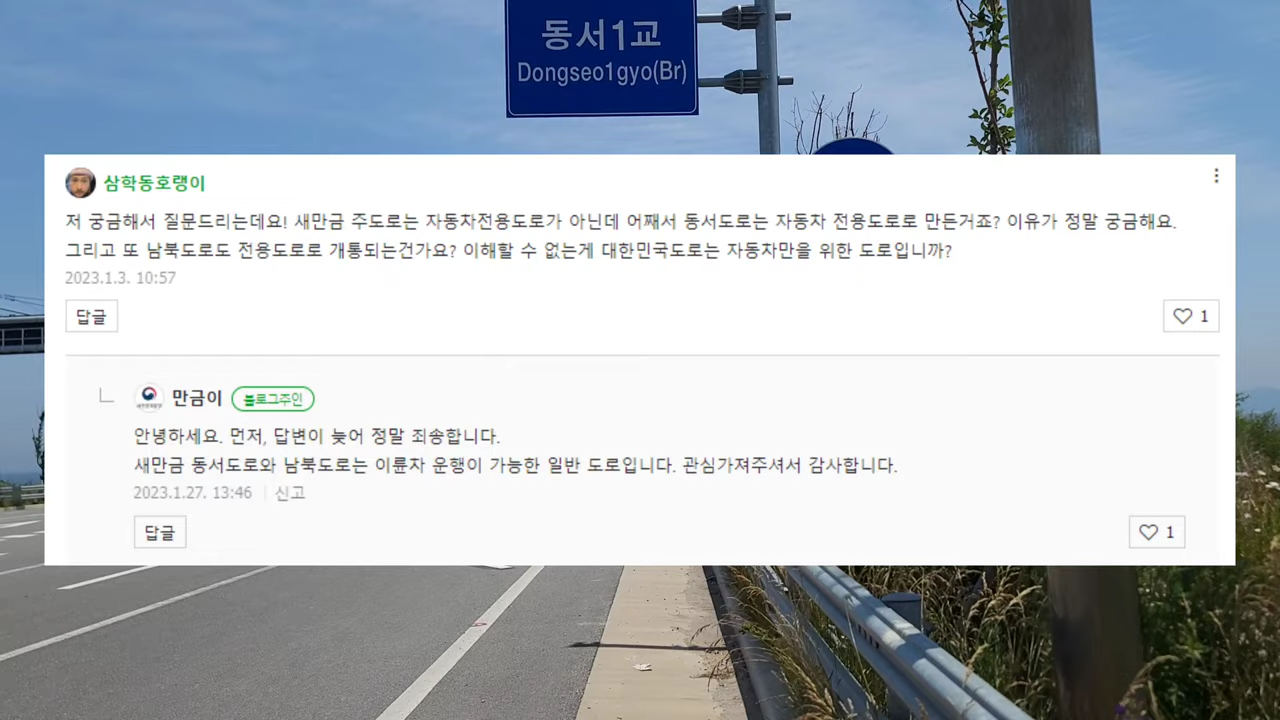 동서1교
Dongseo1gyo(Br)
삼학동호랭이
저 궁금해서 질문드리는데요! 새만금 주도로는 자동차전용도로가 아닌데 어째서 동서도로는 자동차 전용도로로 만든거죠? 이유가 정말 궁금해요.
그리고 또 남북도로도 전용도로로 개통되는건가요? 이해할 수 없는게 대한민국도로는 자동차만을 위한 도로입니까?
2023.1.3. 10:57
답글
1
만금이 블로그주인
안녕하세요. 먼저, 답변이 늦어 정말 죄송합니다.
새만금 동서도로와 남북도로는 이륜차 운행이 가능한 일반 도로입니다. 관심가져주셔서 감사합니다.
2023.1.27. 13:46 신고
답글
1